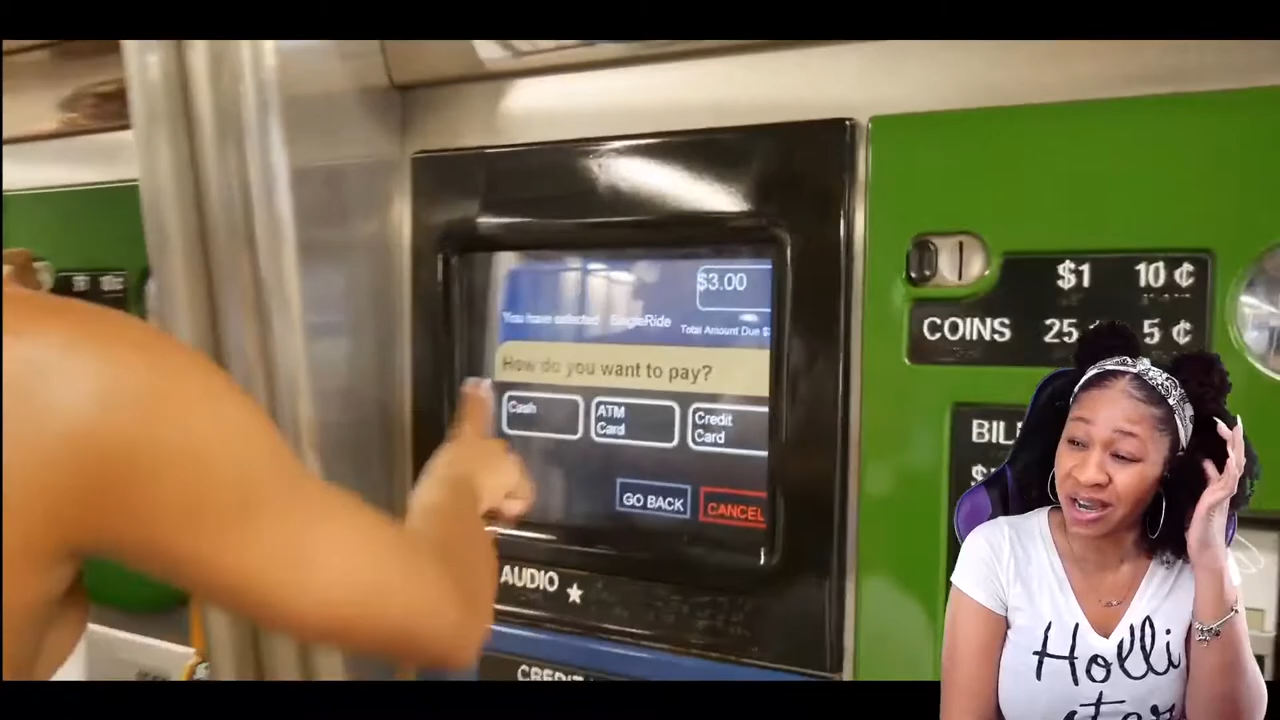 $3.00
You have selected SingleRide
Total Amount Due $
How do you want to pay?
Cash
ATM
Card
Credit
Card
GO BACK
CANCEL
AUDIO
$1 10 ¢
COINS 25 5 ¢
BIL
Holli